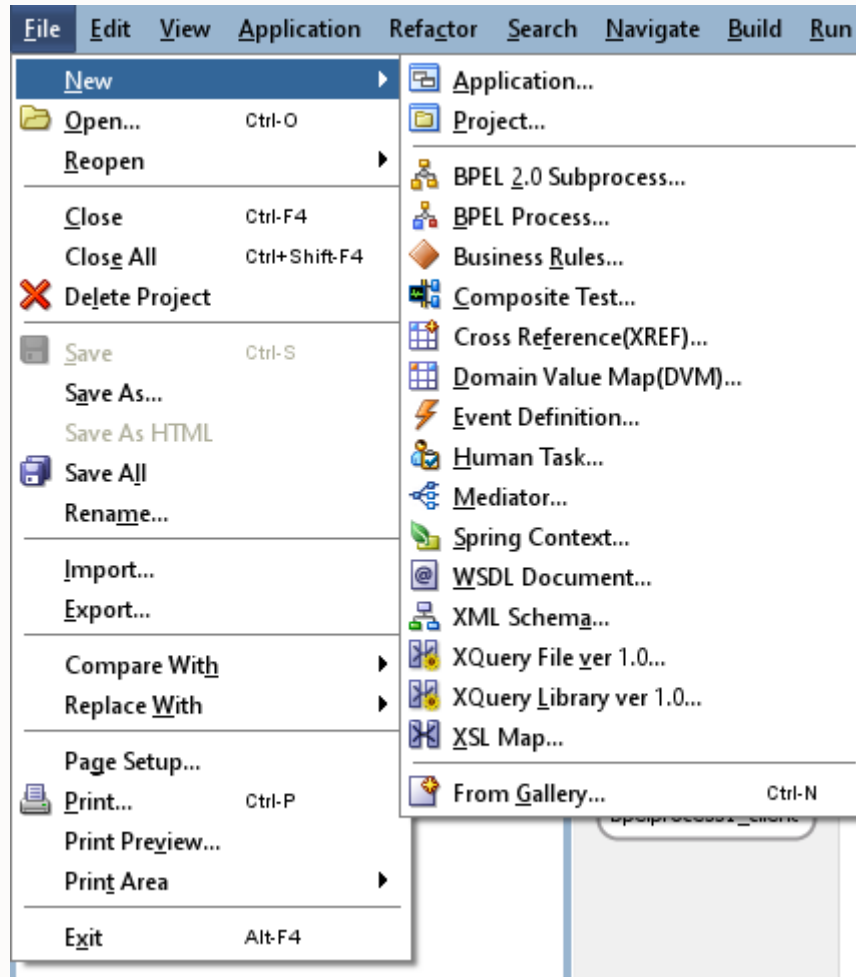 File Edit View Application Refactor Search Navigate Build Run
New
Open... Ctrl-O
Reopen
Close Ctrl-F4
Close All Ctrl+Shift-F4
Delete Project
Save Ctrl-S
Save As...
Save As HTML
Save All
Rename...
Import...
Export...
Compare With
Replace With
Page Setup...
Print... Ctrl-P
Print Preview...
Print Area
Exit Alt-F4
Application...
Project...
BPEL 2.0 Subprocess...
BPEL Process...
Business Rules...
Composite Test...
Cross Reference(XREF)...
Domain Value Map(DVM)...
Event Definition...
Human Task...
Mediator...
Spring Context...
WSDL Document...
XML Schema...
XQuery File ver 1.0...
XQuery Library ver 1.0...
XSL Map...
From Gallery... Ctrl-N